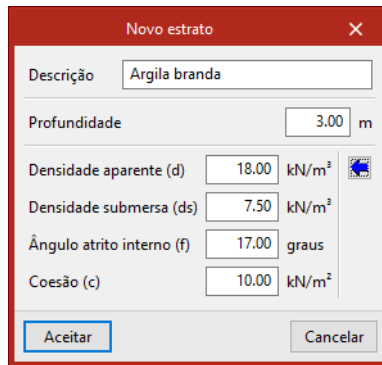 Novo estrato
Descrição Argila branda
Profundidade 3.00 m
Densidade aparente (d) 18.00 kN/m³
Densidade submersa (ds) 7.50 kN/m³
Ângulo atrito interno (f) 17.00 graus
Coesão (c) 10.00 kN/m²
Aceitar Cancelar